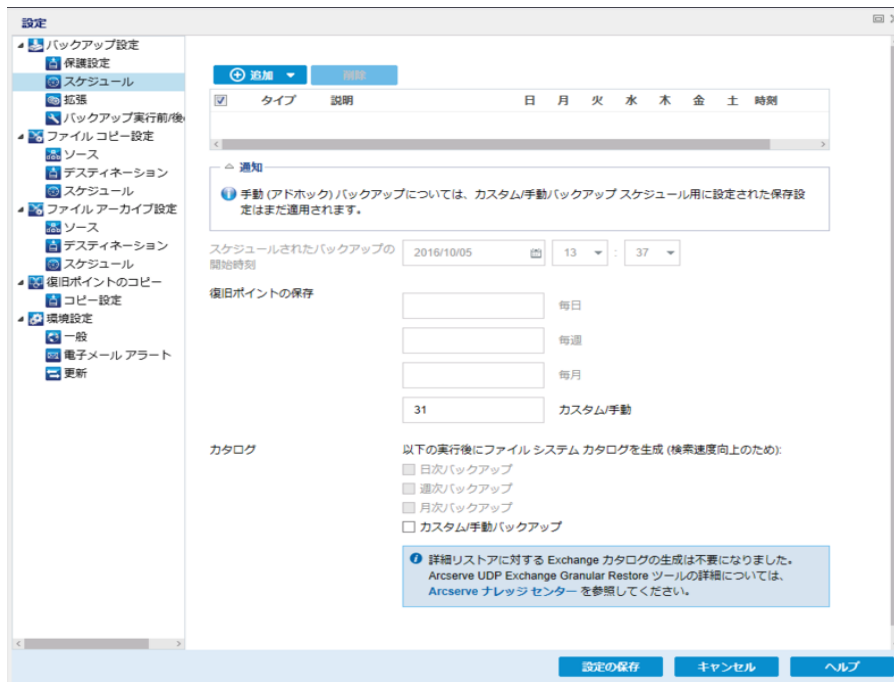 設定
バックアップ設定
保護設定
スケジュール
拡張
バックアップ実行前/後
ファイル コピー設定
ソース
デスティネーション
スケジュール
ファイル アーカイブ設定
ソース
デスティネーション
スケジュール
復旧ポイントのコピー
コピー設定
環境設定
一般
電子メール アラート
更新
追加 削除
タイプ 説明 日 月 火 水 木 金 土 時刻
通知
手動 (アドホック) バックアップについては、カスタム/手動バックアップ スケジュール用に設定された保存設
定はまだ適用されます。
スケジュールされたバックアップの
開始時刻
2016/10/05 13 : 37
復旧ポイントの保存
毎日
毎週
毎月
31 カスタム/手動
カタログ
以下の実行後にファイル システム カタログを生成 (検索速度向上のため):
日次バックアップ
週次バックアップ
月次バックアップ
カスタム/手動バックアップ
詳細リストアに対する Exchange カタログの生成は不要になりました。
Arcserve UDP Exchange Granular Restore ツールの詳細については、
Arcserve ナレッジ センター を参照してください。
設定の保存 キャンセル ヘルプ